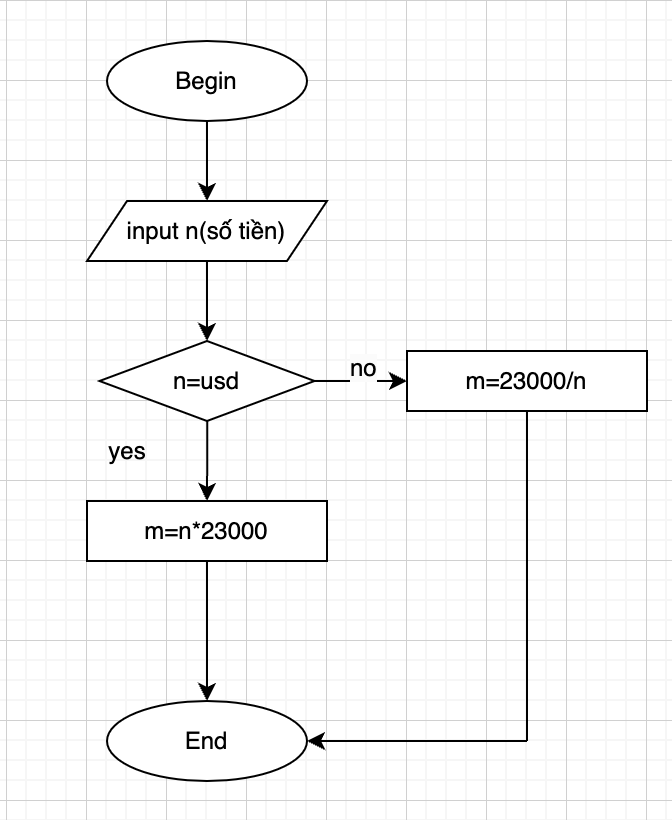 Begin
input n(số tiền)
n=usd
no
m=23000/n
yes
m=n*23000
End